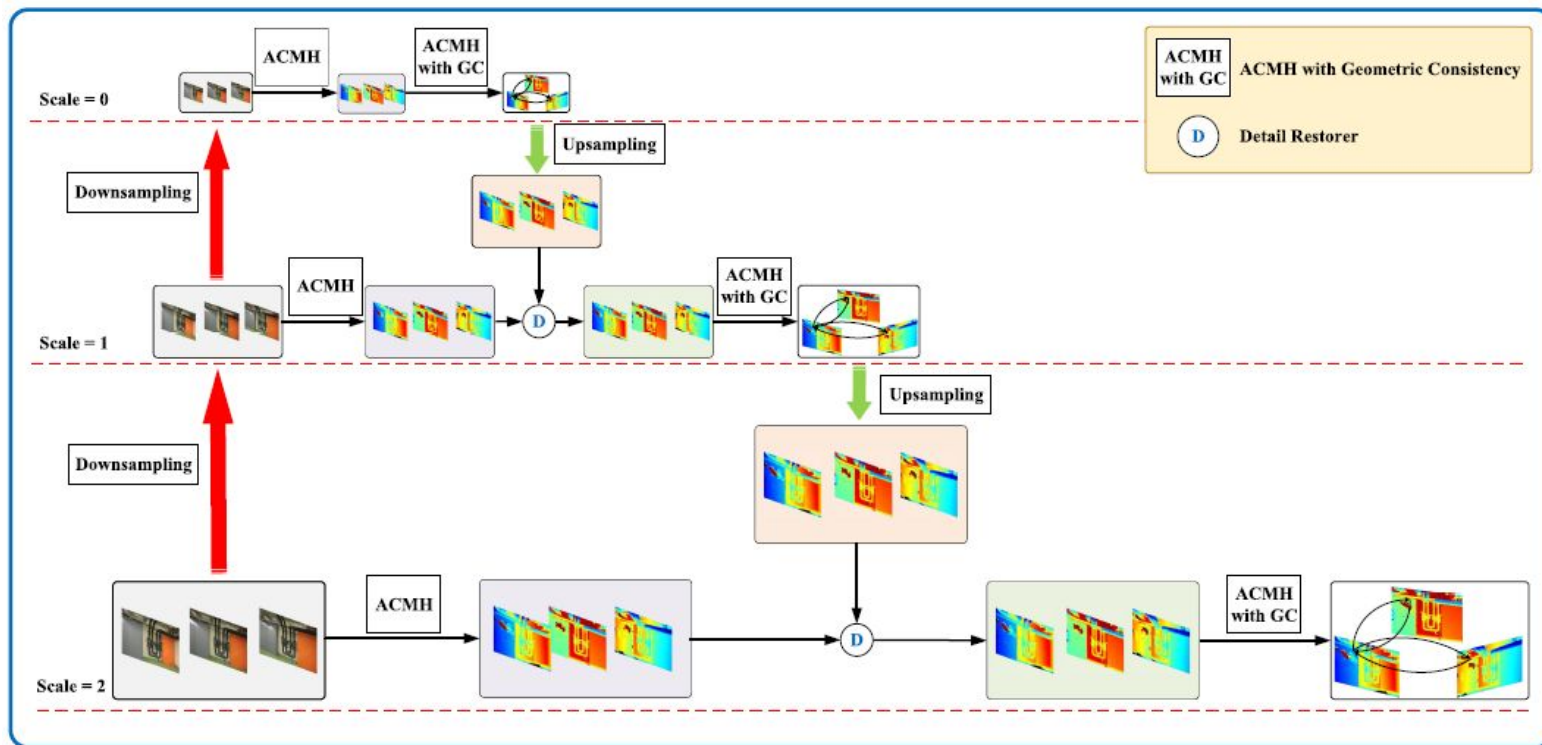 ACMH
ACMH
with GC
Scale = 0
ACMH
with GC
ACMH with Geometric Consistency
D
Detail Restorer
Upsampling
Downsampling
ACMH
D
ACMH
with GC
Scale = 1
Upsampling
Downsampling
ACMH
D
ACMH
with GC
Scale = 2